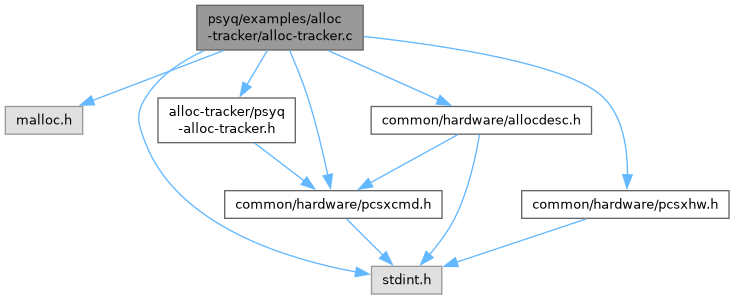 psyq/examples/alloc
-tracker/alloc-tracker.c
malloc.h
alloc-tracker/psyq
-alloc-tracker.h
common/hardware/allocdesc.h
common/hardware/pcsxcmd.h
common/hardware/pcsxhw.h
stdint.h